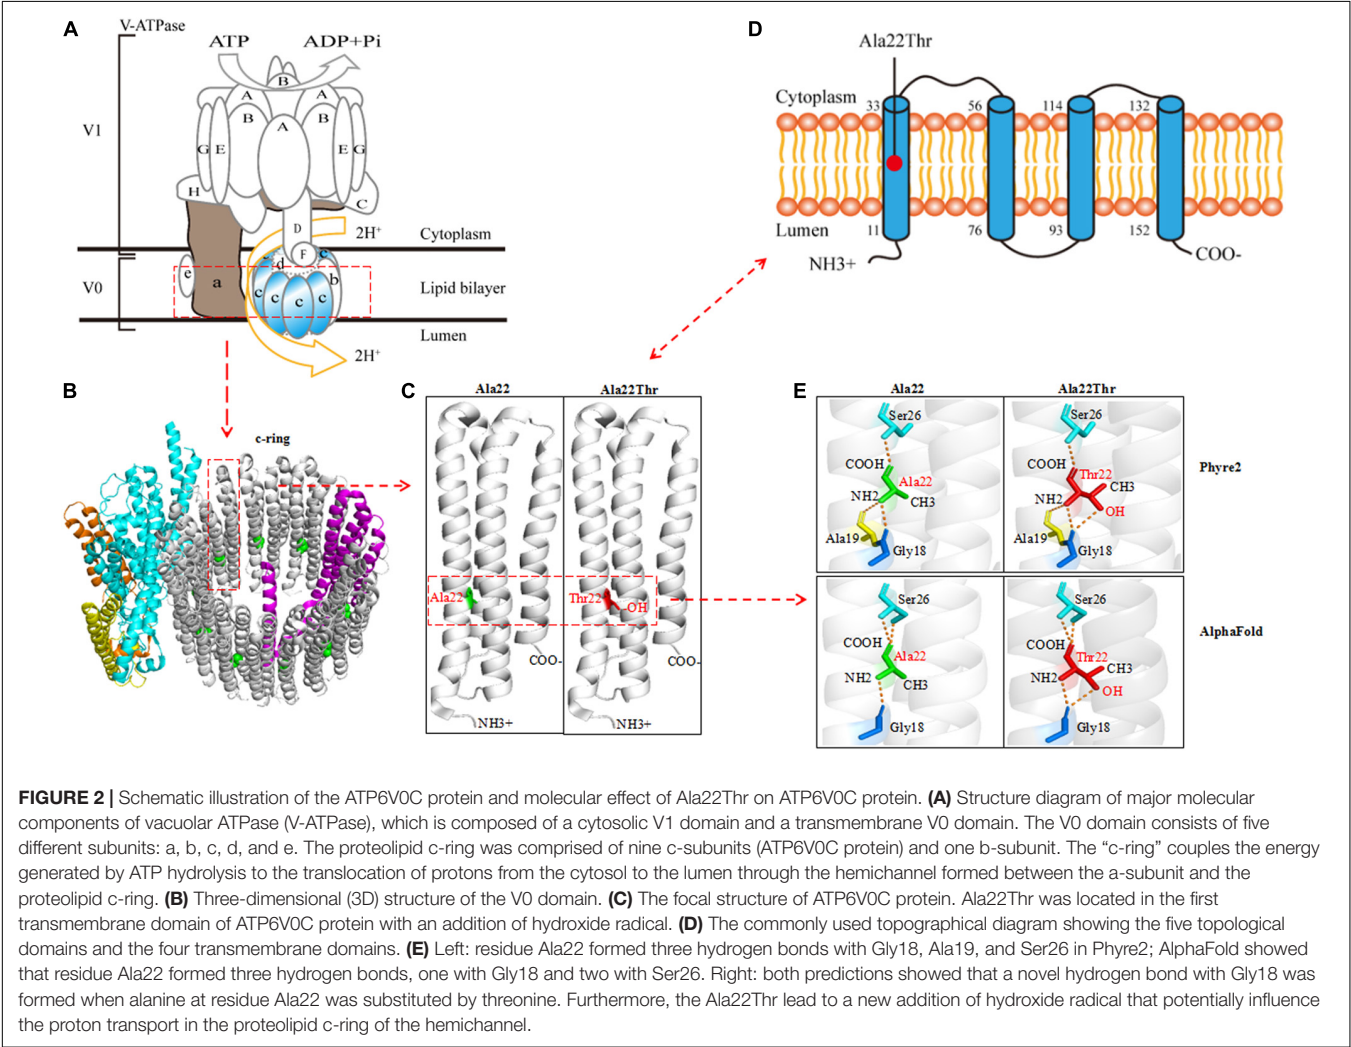 A
V-ATPase
ATP
ADP+Pi
B
A
A
B
B
A
G
E
E
G
H
C
V1
D
2H⁺
Cytoplasm
F
c
c
d
e
b
V0
a
c
c
c
c
Lipid bilayer
Lumen
2H⁺
D
Ala22Thr
Cytoplasm
33
56
114
132
Lumen
11
76
93
152
NH3+
COO-
B
c-ring
C
Ala22
Ala22Thr
Ala22
Thr22
-OH
COO-
COO-
NH3+
NH3+
E
Ala22
Ala22Thr
Ser26
COOH
Ala22
NH2
CH3
Ala19
Gly18
Ser26
COOH
Thr22
CH3
NH2
OH
Ala19
Gly18
Phyre2
Ser26
COOH
Ala22
NH2
CH3
Gly18
Ser26
COOH
Thr22
CH3
NH2
OH
Gly18
AlphaFold
FIGURE 2 | Schematic illustration of the ATP6V0C protein and molecular effect of Ala22Thr on ATP6V0C protein. (A) Structure diagram of major molecular
components of vacuolar ATPase (V-ATPase), which is composed of a cytosolic V1 domain and a transmembrane V0 domain. The V0 domain consists of five
different subunits: a, b, c, d, and e. The proteolipid c-ring was comprised of nine c-subunits (ATP6V0C protein) and one b-subunit. The “c-ring” couples the energy
generated by ATP hydrolysis to the translocation of protons from the cytosol to the lumen through the hemichannel formed between the a-subunit and the
proteolipid c-ring. (B) Three-dimensional (3D) structure of the V0 domain. (C) The focal structure of ATP6V0C protein. Ala22Thr was located in the first
transmembrane domain of ATP6V0C protein with an addition of hydroxide radical. (D) The commonly used topographical diagram showing the five topological
domains and the four transmembrane domains. (E) Left: residue Ala22 formed three hydrogen bonds with Gly18, Ala19, and Ser26 in Phyre2; AlphaFold showed
that residue Ala22 formed three hydrogen bonds, one with Gly18 and two with Ser26. Right: both predictions showed that a novel hydrogen bond with Gly18 was
formed when alanine at residue Ala22 was substituted by threonine. Furthermore, the Ala22Thr lead to a new addition of hydroxide radical that potentially influence
the proton transport in the proteolipid c-ring of the hemichannel.